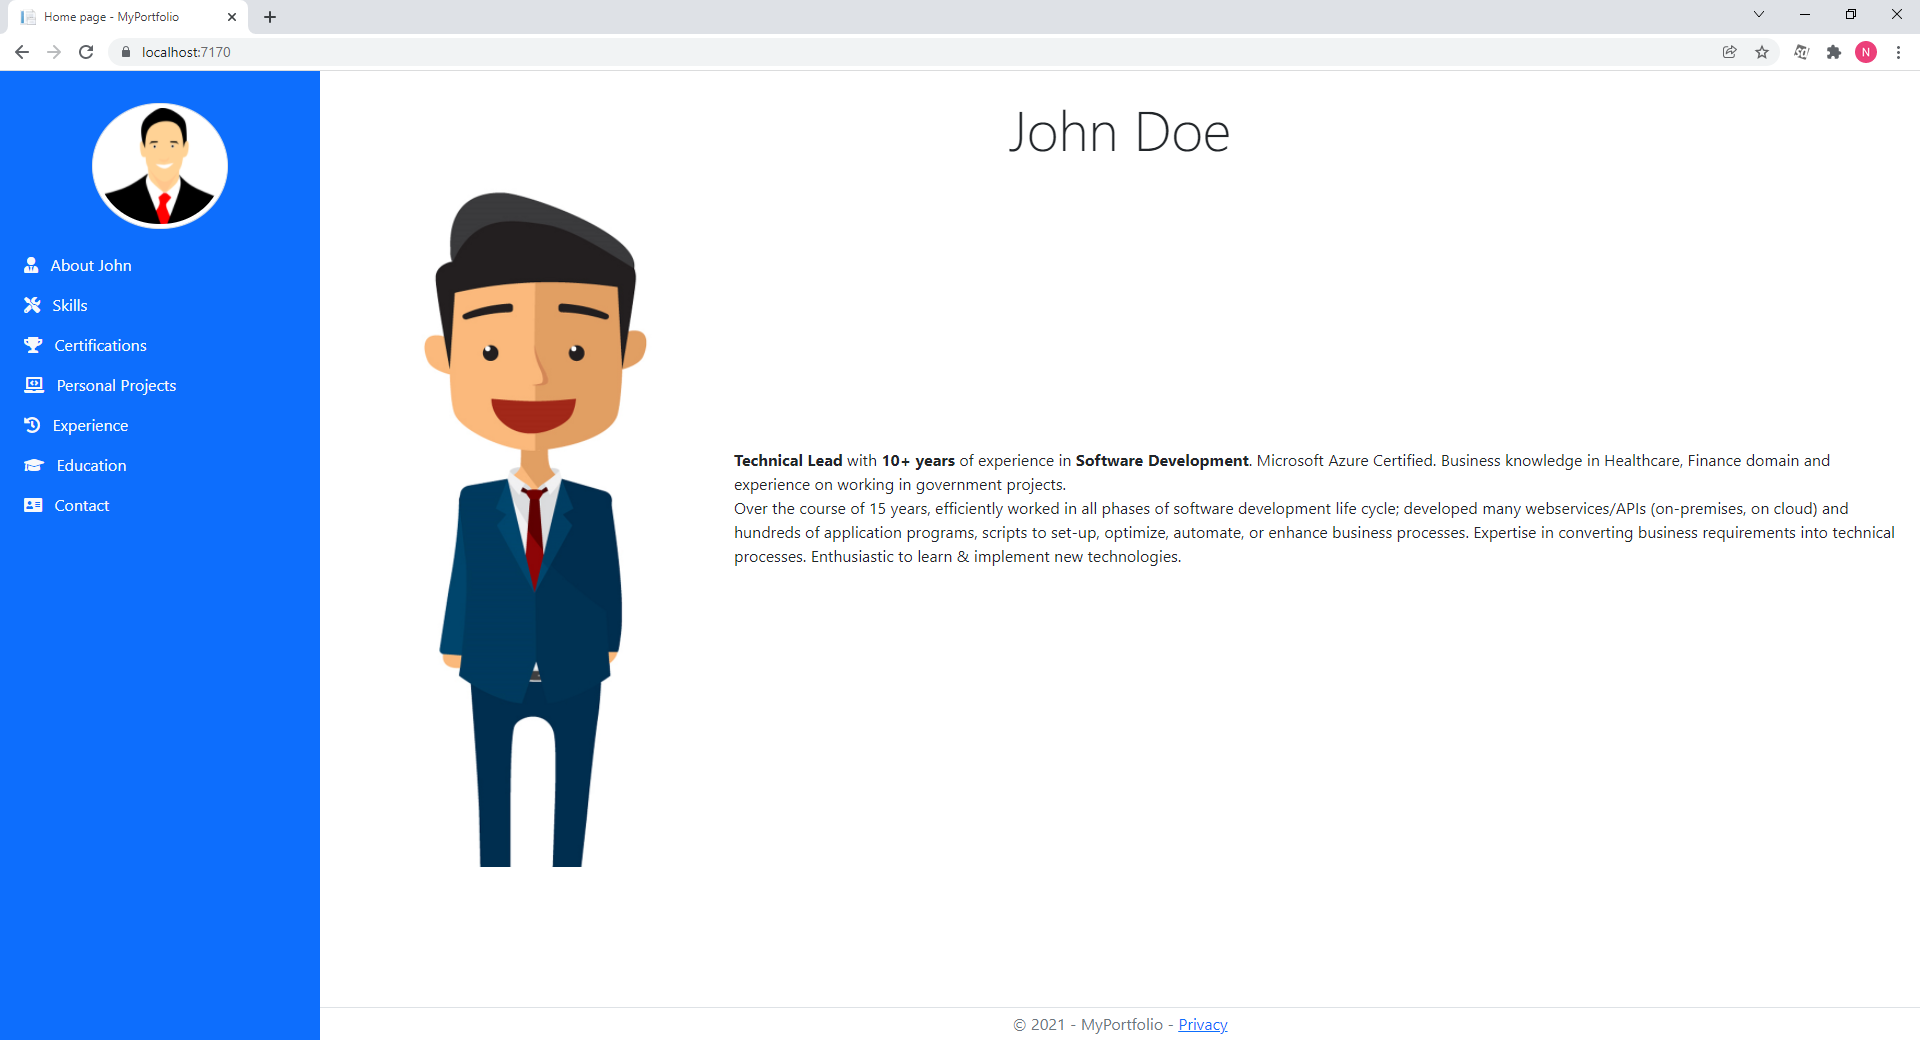 Home page - MyPortfolio
localhost:7170
N
John Doe
About John
Skills
Certifications
Personal Projects
Experience
Education
Contact
Technical Lead with 10+ years of experience in Software Development. Microsoft Azure Certified. Business knowledge in Healthcare, Finance domain and
experience on working in government projects.
Over the course of 15 years, efficiently worked in all phases of software development life cycle; developed many webservices/APIs (on-premises, on cloud) and
hundreds of application programs, scripts to set-up, optimize, automate, or enhance business processes. Expertise in converting business requirements into technical
processes. Enthusiastic to learn & implement new technologies.
© 2021 - MyPortfolio - Privacy